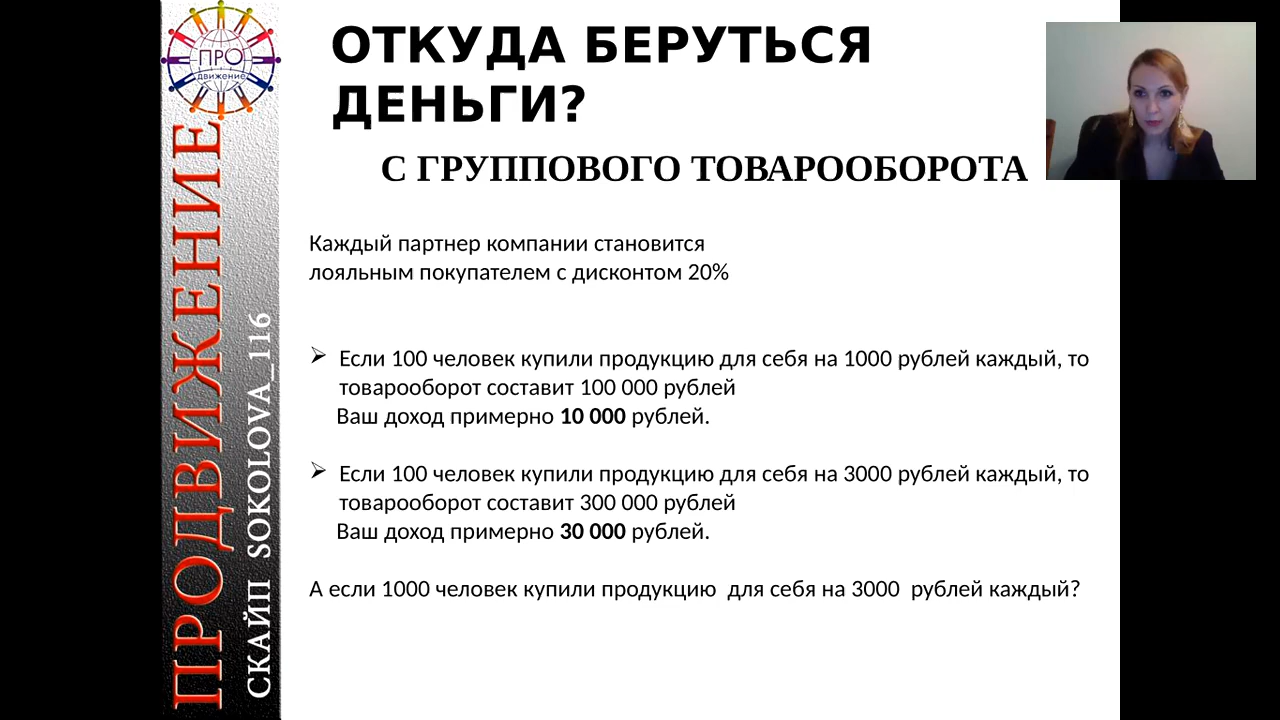 ОТКУДА БЕРУТЬСЯ
ДЕНЬГИ?
С ГРУППОВОГО ТОВАРООБОРОТА
Каждый партнер компании становится
лояльным покупателем с дисконтом 20%
Если 100 человек купили продукцию для себя на 1000 рублей каждый, то
товарооборот составит 100 000 рублей
Ваш доход примерно 10 000 рублей.
Если 100 человек купили продукцию для себя на 3000 рублей каждый, то
товарооборот составит 300 000 рублей
Ваш доход примерно 30 000 рублей.
А если 1000 человек купили продукцию для себя на 3000 рублей каждый?
ПРО
движение
ПРОДВИЖЕНИЕ
СКАЙП SOKOLOVA_116